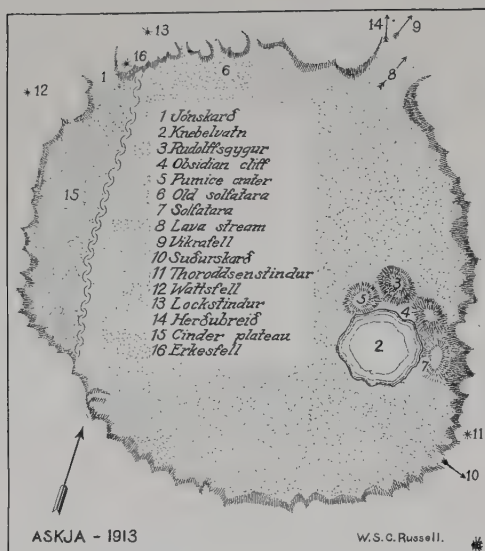 *13
14
9
*16
1
6
8
*12
1 Jónskarð
2 Knebelvatn
3 Rudolffsgygur
4 Obsidian cliff
5 Pumice crater
6 Old solfatara
7 Solfatara
8 Lava stream
9 Vikrafell
10 Suðurskarð
11 Thoroddsenstindur
12 Wattsfell
13 Lockstindur
14 Herðubreið
15 Cinder plateau
16 Erkesfell
15
3
5
4
2
7
*11
10
ASKJA - 1913
W.S.C. Russell.